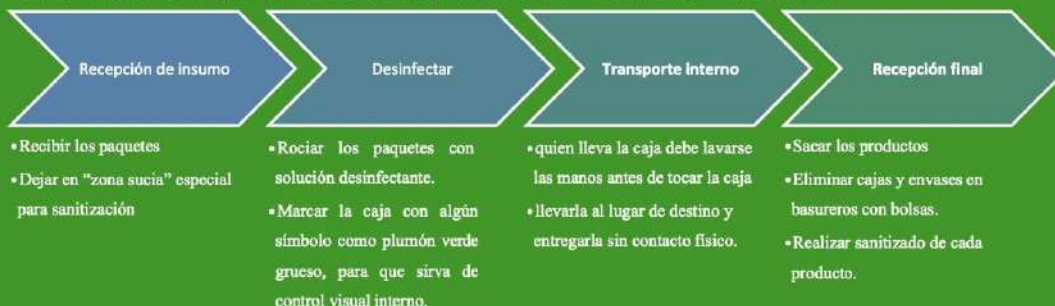 Recepción de insumo
• Recibir los paquetes
• Dejar en “zona sucia” especial
para sanitización
Desinfectar
• Rociar los paquetes con
solución desinfectante.
• Marcar la caja con algún
símbolo como plumón verde
grueso, para que sirva de
control visual interno.
Transporte Interno
• quien lleva la caja debe lavarse
las manos antes de tocar la caja
• llevarla al lugar de destino y
entregarla sin contacto físico.
Recepción final
• Sacar los productos
• Eliminar cajas y envases en
basureros con bolsas.
• Realizar sanitizado de cada
producto.